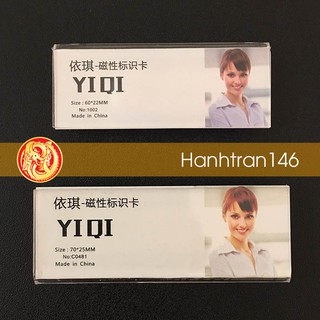 依琪-磁性标识卡
YIQI
Size : 60*22MM
No:1002
Made in China
Hanhtran146
依琪-磁性标识卡
YIQI
Size : 70*25MM
No:C0481
Made in China